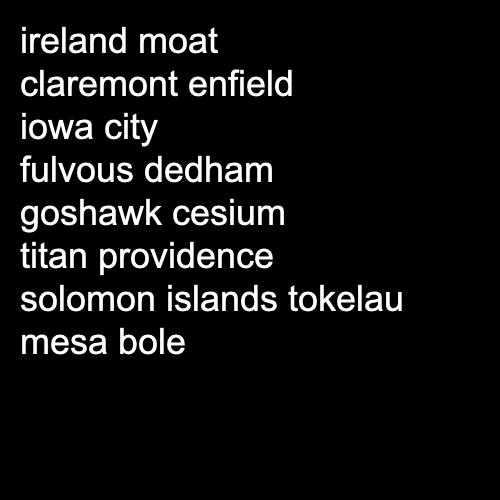 ireland moat
claremont enfield
iowa city
fulvous dedham
goshawk cesium
titan providence
solomon islands tokelau
mesa bole